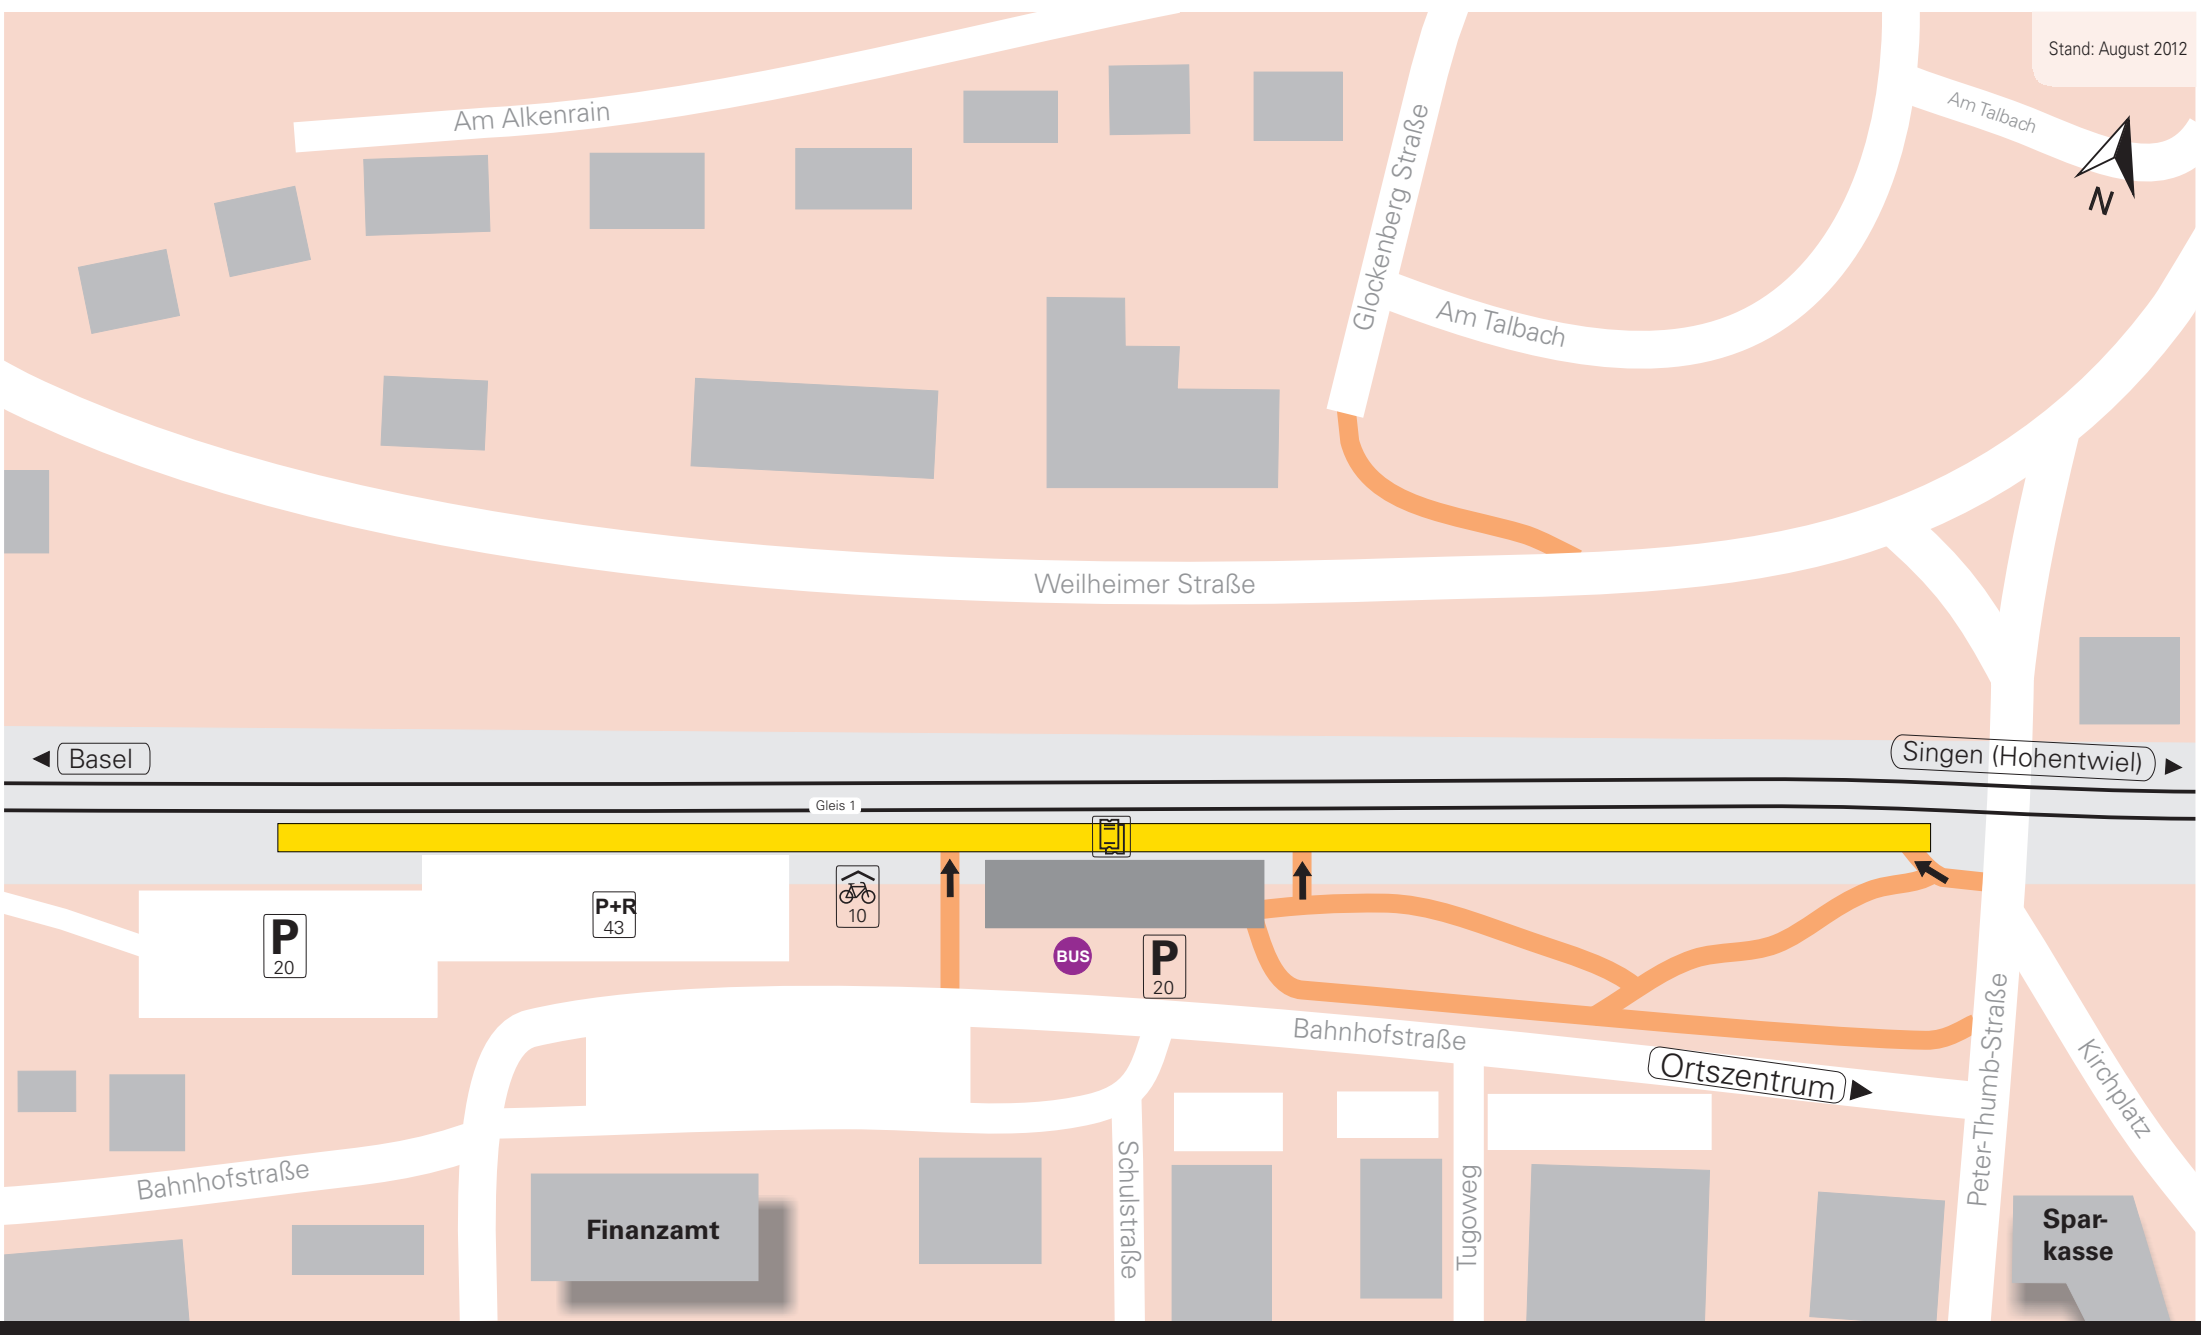 Stand: August 2012
Am Alkenrain
Am Talbach
Glockenberg Straße
N
Am Talbach
Weilheimer Straße
Basel
Singen (Hohentwiel)
Gleis 1
P+R
43
10
P
20
BUS
P
20
Bahnhofstraße
Ortszentrum
Peter-Thumb-Straße
Kirchplatz
Bahnhofstraße
Schulstraße
Tugoweg
Finanzamt
Spar-
kasse